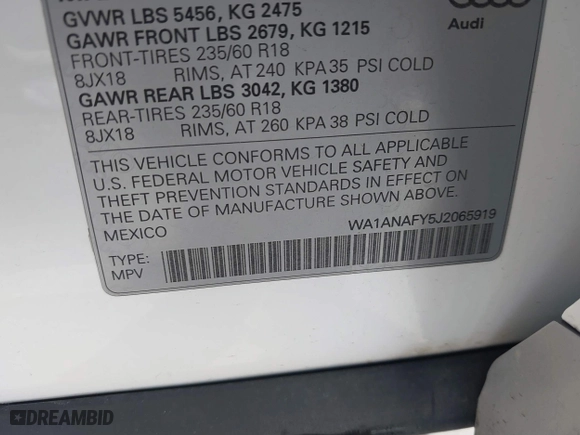 GVWR LBS 5456, KG 2475
GAWR FRONT LBS 2679, KG 1215
FRONT-TIRES 235/60 R18
8JX18 RIMS, AT 240 KPA 35 PSI COLD
GAWR REAR LBS 3042, KG 1380
REAR-TIRES 235/60 R18
8JX18 RIMS, AT 260 KPA 38 PSI COLD
Audi
THIS VEHICLE CONFORMS TO ALL APPLICABLE
U.S. FEDERAL MOTOR VEHICLE SAFETY AND
THEFT PREVENTION STANDARDS IN EFFECT ON
THE DATE OF MANUFACTURE SHOWN ABOVE.
MEXICO WA1ANAFY5J2065919
TYPE:
MPV
DREAMBID